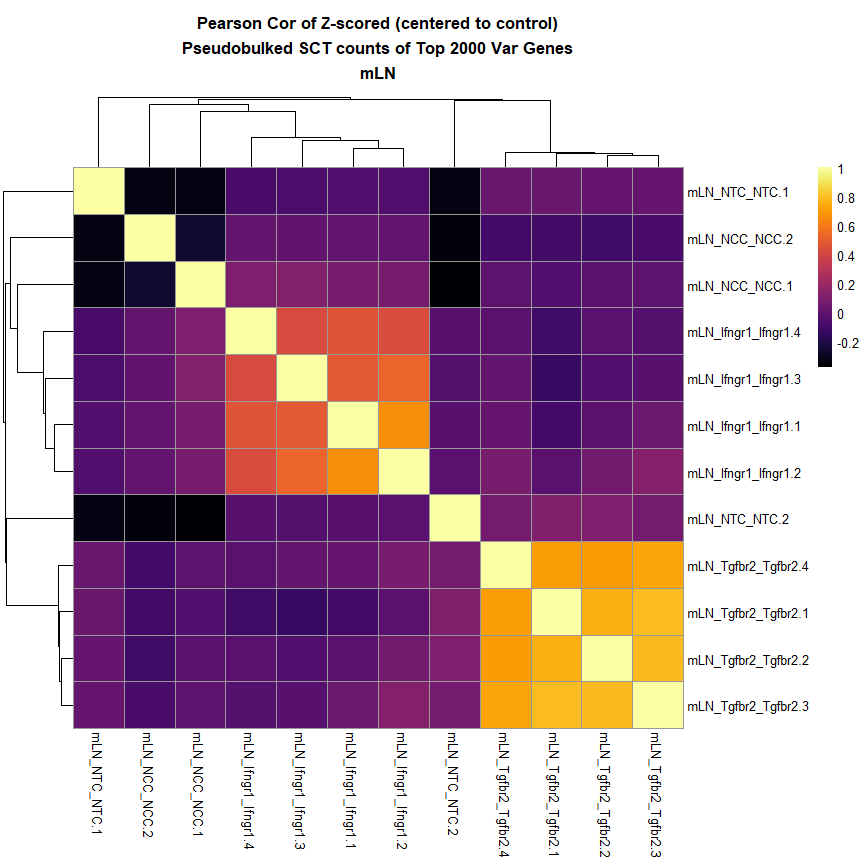 Pearson Cor of Z-scored (centered to control)
Pseudobulked SCT counts of Top 2000 Var Genes
mLN
1
0.8
0.6
0.4
0.2
0
-0.2
mLN_NTC_NTC.1
mLN_NCC_NCC.2
mLN_NCC_NCC.1
mLN_Ifngr1_Ifngr1.4
mLN_Ifngr1_Ifngr1.3
mLN_Ifngr1_Ifngr1.1
mLN_Ifngr1_Ifngr1.2
mLN_NTC_NTC.2
mLN_Tgfbr2_Tgfbr2.4
mLN_Tgfbr2_Tgfbr2.1
mLN_Tgfbr2_Tgfbr2.2
mLN_Tgfbr2_Tgfbr2.3
mLN_NTC_NTC.1
mLN_NCC_NCC.2
mLN_NCC_NCC.1
mLN_Ifngr1_Ifngr1.4
mLN_Ifngr1_Ifngr1.3
mLN_Ifngr1_Ifngr1.1
mLN_Ifngr1_Ifngr1.2
mLN_NTC_NTC.2
mLN_Tgfbr2_Tgfbr2.4
mLN_Tgfbr2_Tgfbr2.1
mLN_Tgfbr2_Tgfbr2.2
mLN_Tgfbr2_Tgfbr2.3